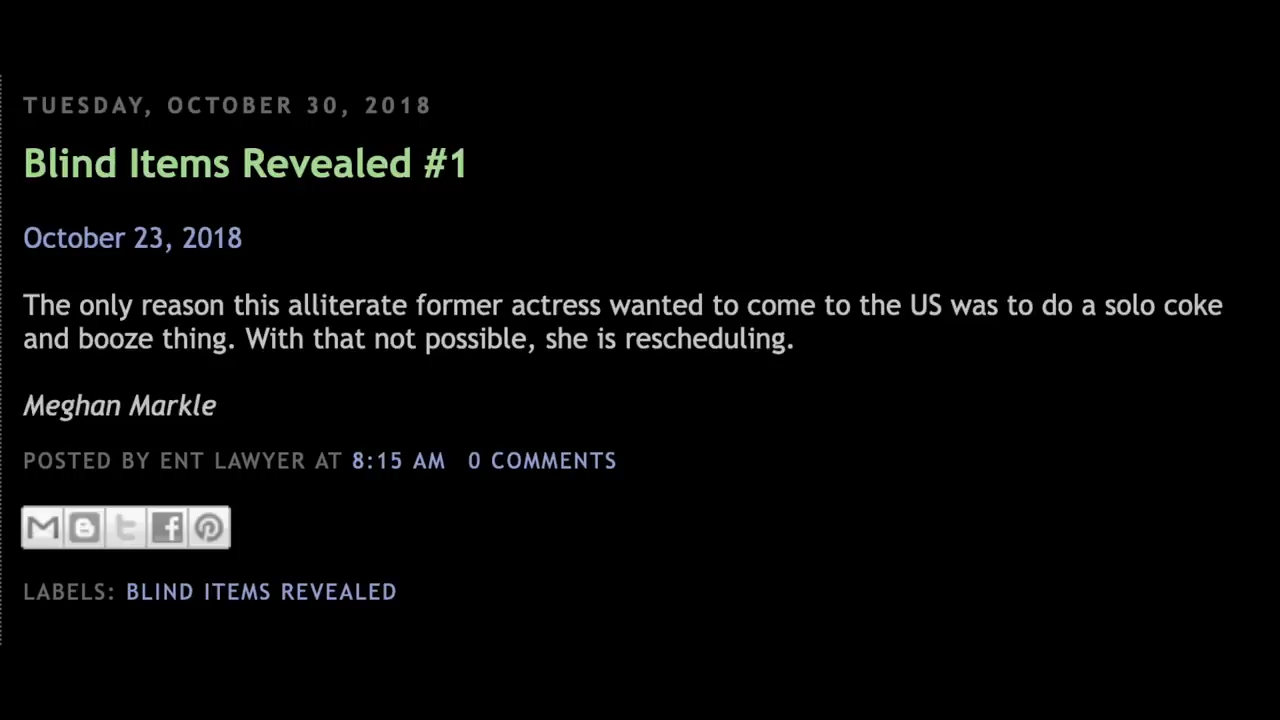 TUESDAY, OCTOBER 30, 2018
Blind Items Revealed #1
October 23, 2018
The only reason this alliterate former actress wanted to come to the US was to do a solo coke
and booze thing. With that not possible, she is rescheduling.
Meghan Markle
POSTED BY ENT LAWYER AT 8:15 AM 0 COMMENTS
LABELS: BLIND ITEMS REVEALED